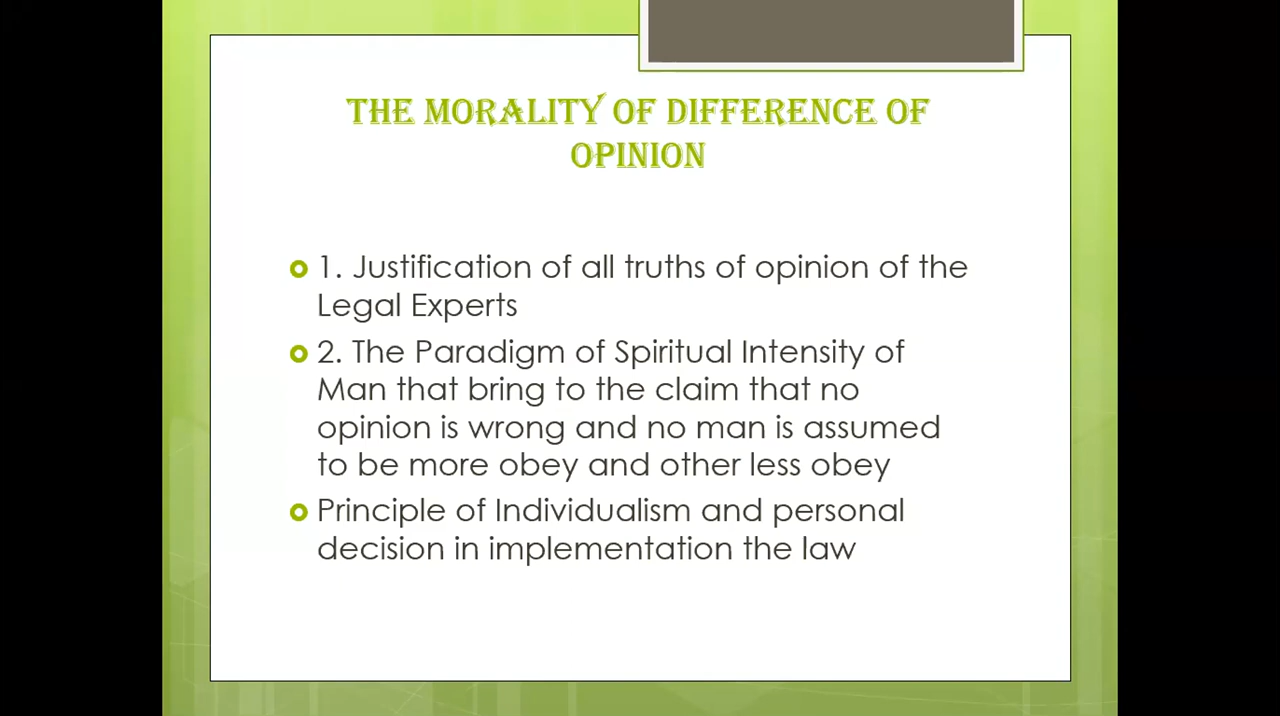 THE MORALITY OF DIFFERENCE OF
OPINION
1. Justification of all truths of opinion of the
Legal Experts
2. The Paradigm of Spiritual Intensity of
Man that bring to the claim that no
opinion is wrong and no man is assumed
to be more obey and other less obey
Principle of Individualism and personal
decision in implementation the law